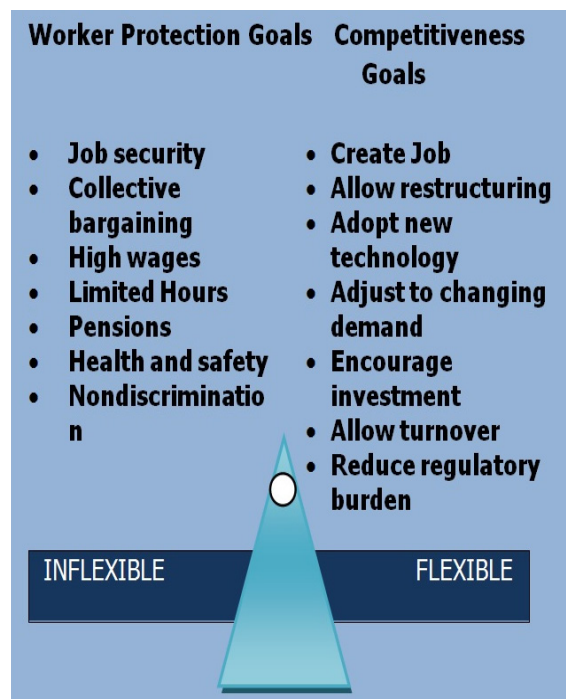 Worker Protection Goals
• Job security
• Collective
bargaining
• High wages
• Limited Hours
• Pensions
• Health and safety
• Nondiscriminatio
n
Competitiveness
Goals
• Create Job
• Allow restructuring
• Adopt new
technology
• Adjust to changing
demand
• Encourage
investment
• Allow turnover
• Reduce regulatory
burden
INFLEXIBLE
FLEXIBLE